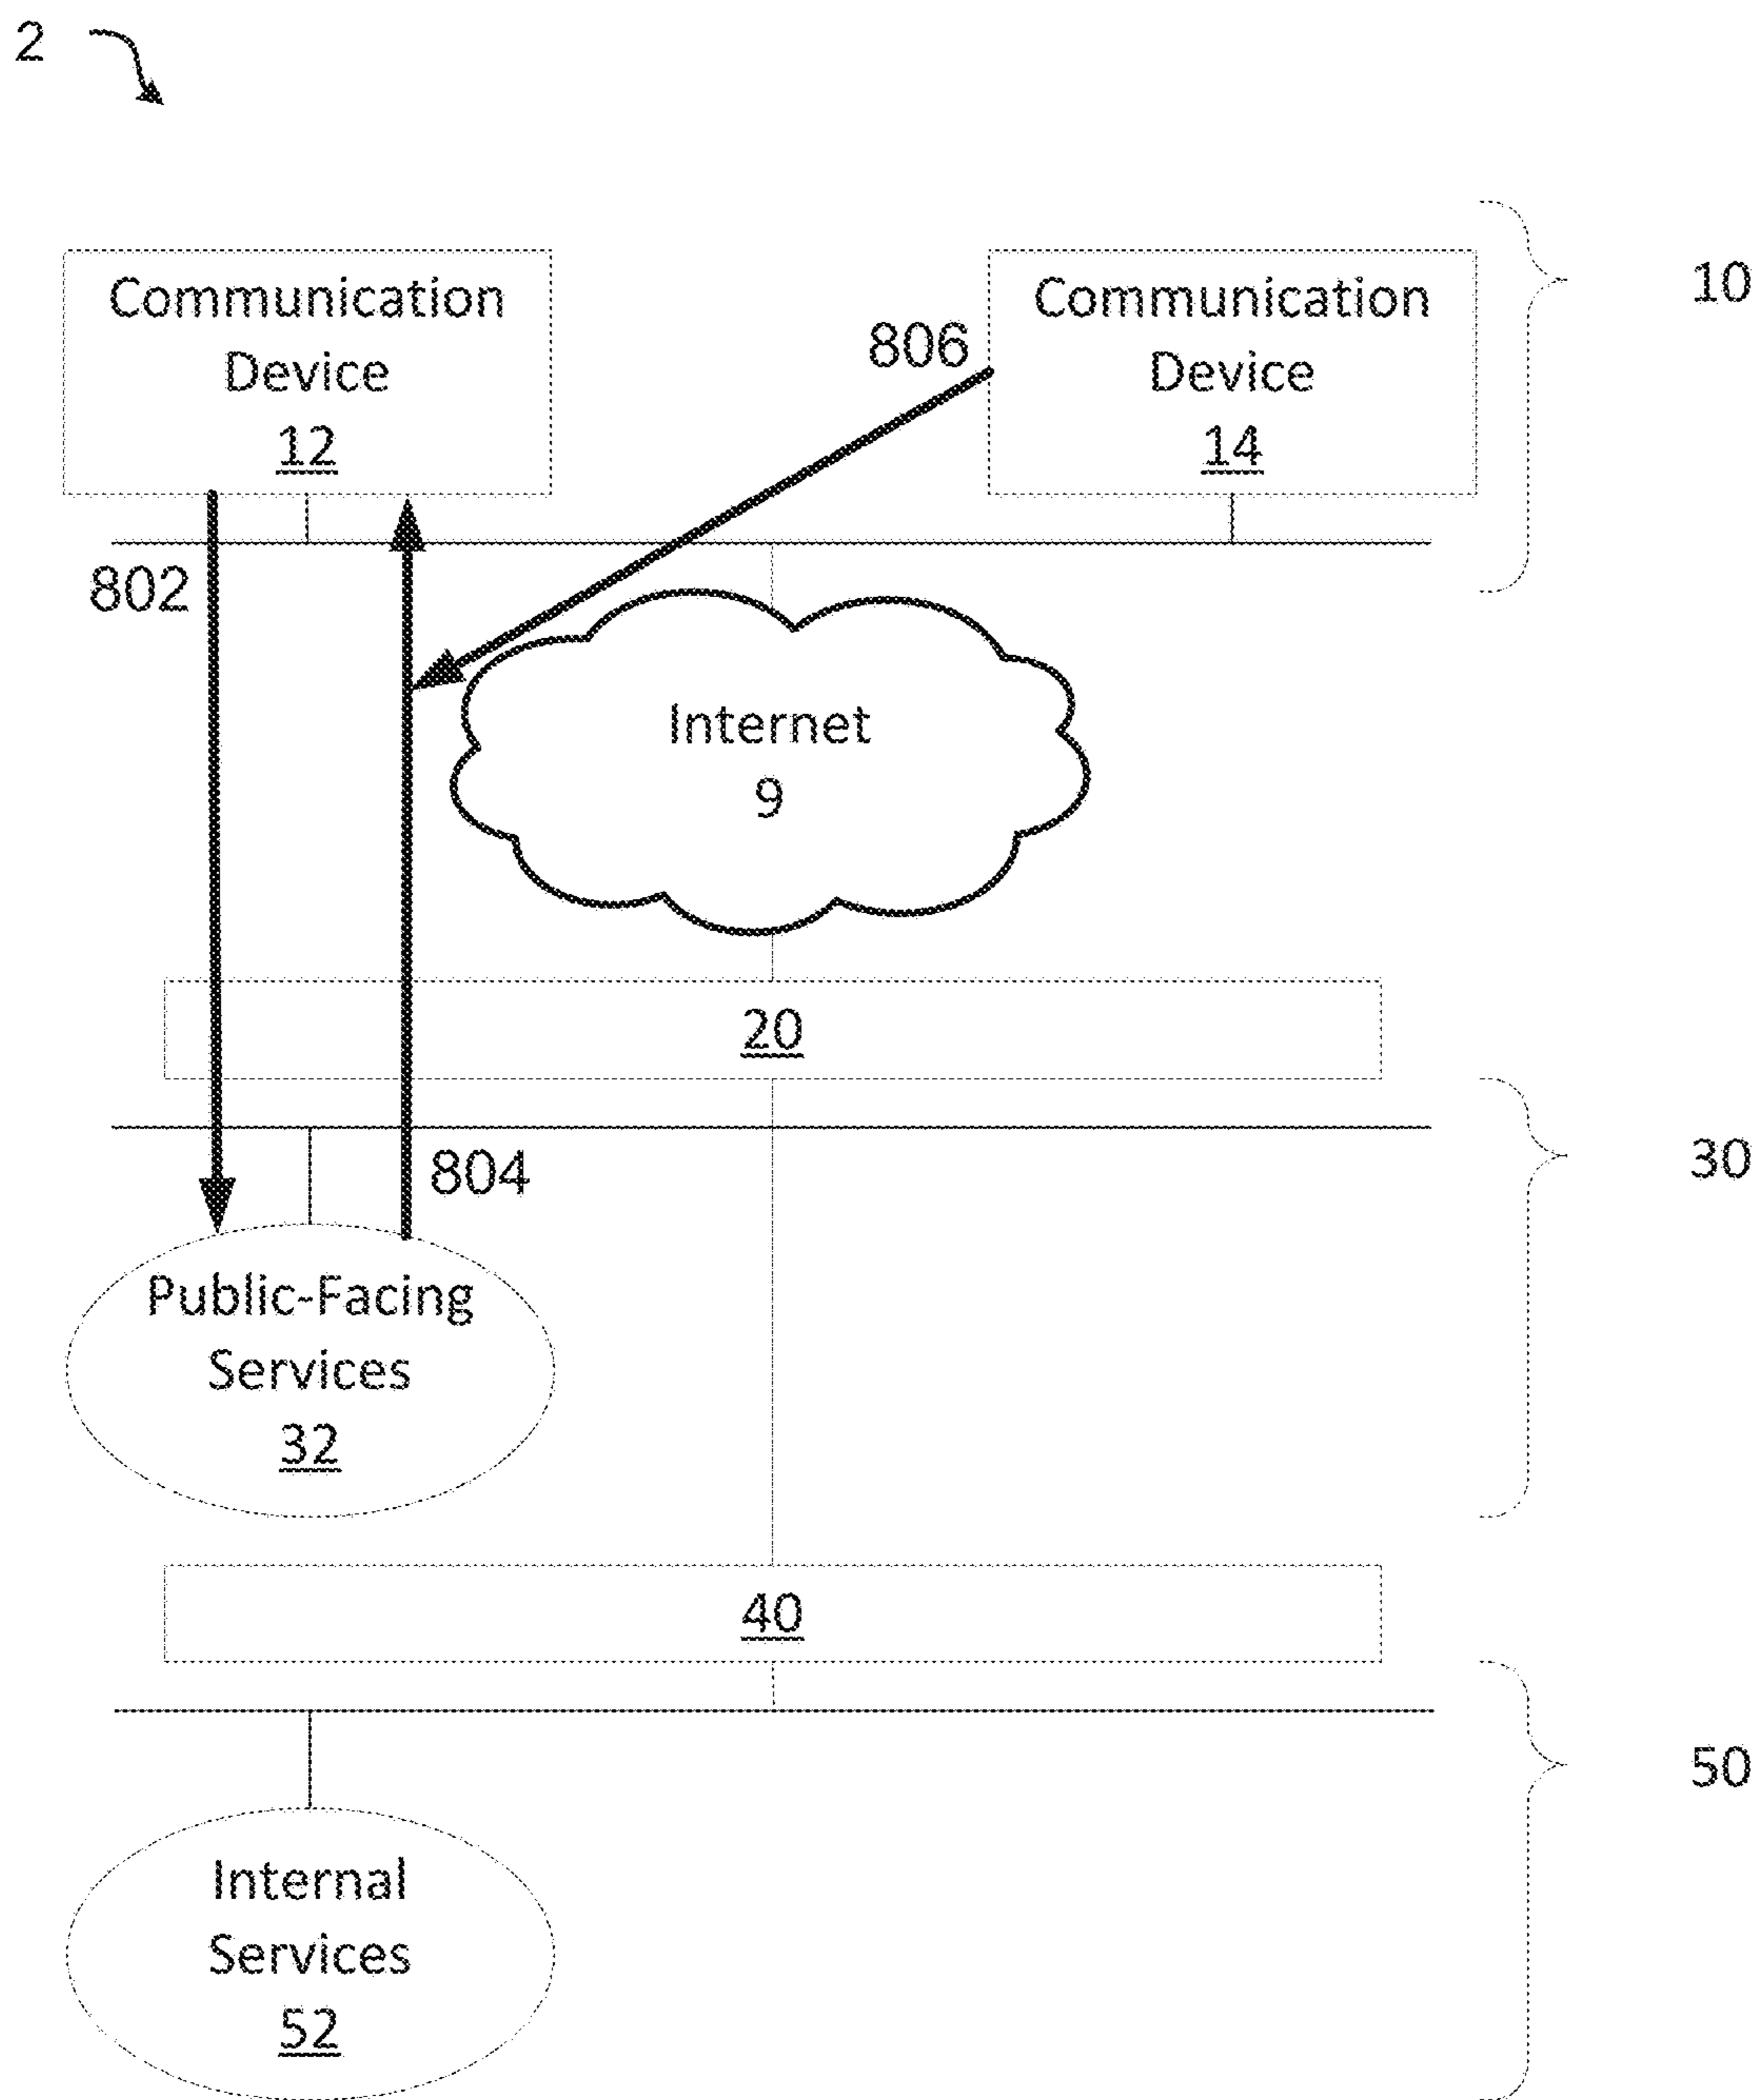 2
Communication
Device
12
Communication
Device
14
10
806
802
Internet
9
20
30
804
Public-Facing
Services
32
40
50
Internal
Services
52